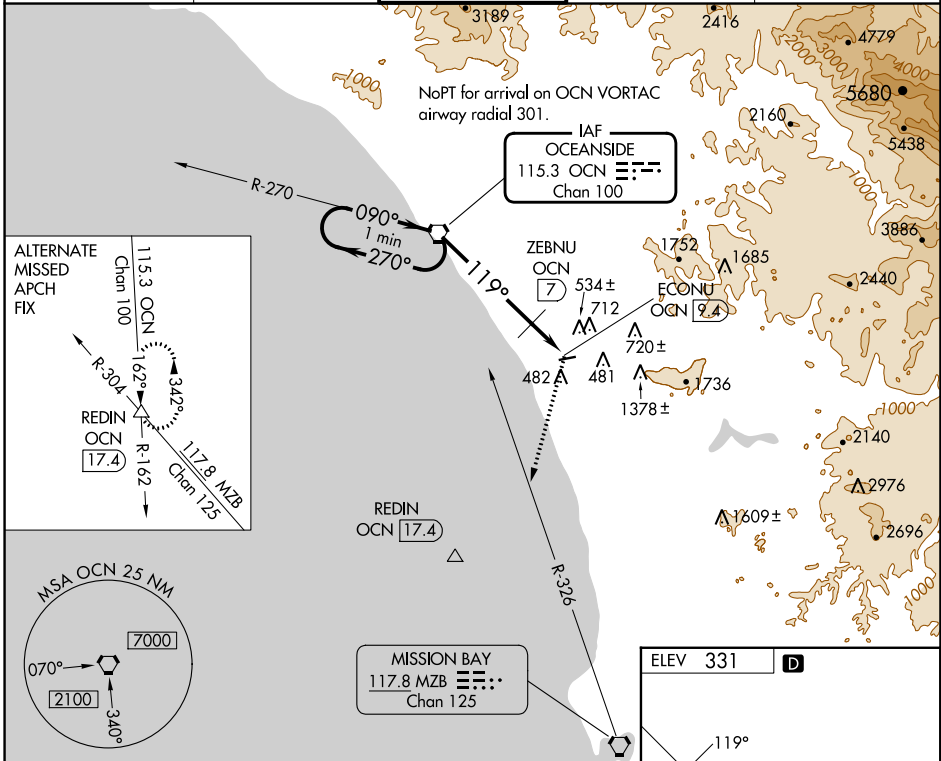 3189
2416
4779
2000
3000
4000
1000
5680
NoPT for arrival on OCN VORTAC
airway radial 301.
2160
5438
1000
IAF
OCEANSIDE
115.3 OCN
Chan 100
R-270
090°
1 min
270°
119°
3886
1752
1685
2440
ZEBNU
OCN
7
534±
712
ECONU
OCN 9.4
720±
482
481
1378±
1736
1000
ALTERNATE
MISSED
APCH
FIX
115.3 OCN
Chan 100
R-304
162°
342°
REDIN
OCN
17.4
R-162
117.8 MZB
Chan 125
2140
2976
1609±
2696
1000
REDIN
OCN 17.4
R-326
MSA OCN 25 NM
7000
070°
2100
340°
MISSION BAY
117.8 MZB
Chan 125
ELEV 331
D
119°